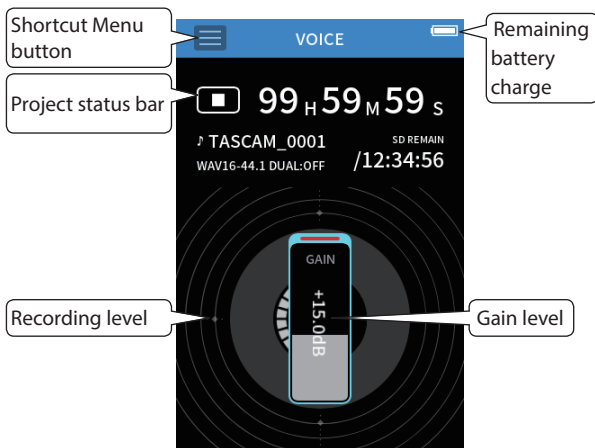 Shortcut Menu
button
VOICE
Remaining
battery
charge
Project status bar
99 H 59 M 59 S
♪ TASCAM_0001
SD REMAIN
WAV16-44.1 DUAL:OFF
/12:34:56
GAIN
+15.0dB
Recording level
Gain level